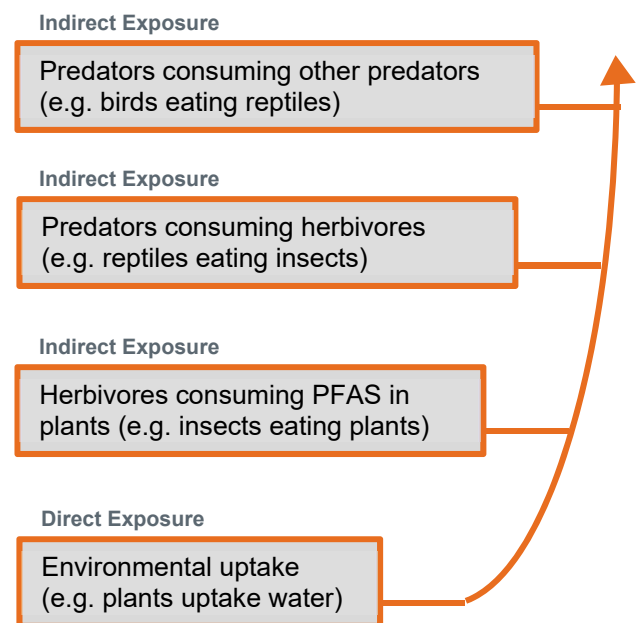 Indirect Exposure
Predators consuming other predators
(e.g. birds eating reptiles)
Indirect Exposure
Predators consuming herbivores
(e.g. reptiles eating insects)
Indirect Exposure
Herbivores consuming PFAS in
plants (e.g. insects eating plants)
Direct Exposure
Environmental uptake
(e.g. plants uptake water)